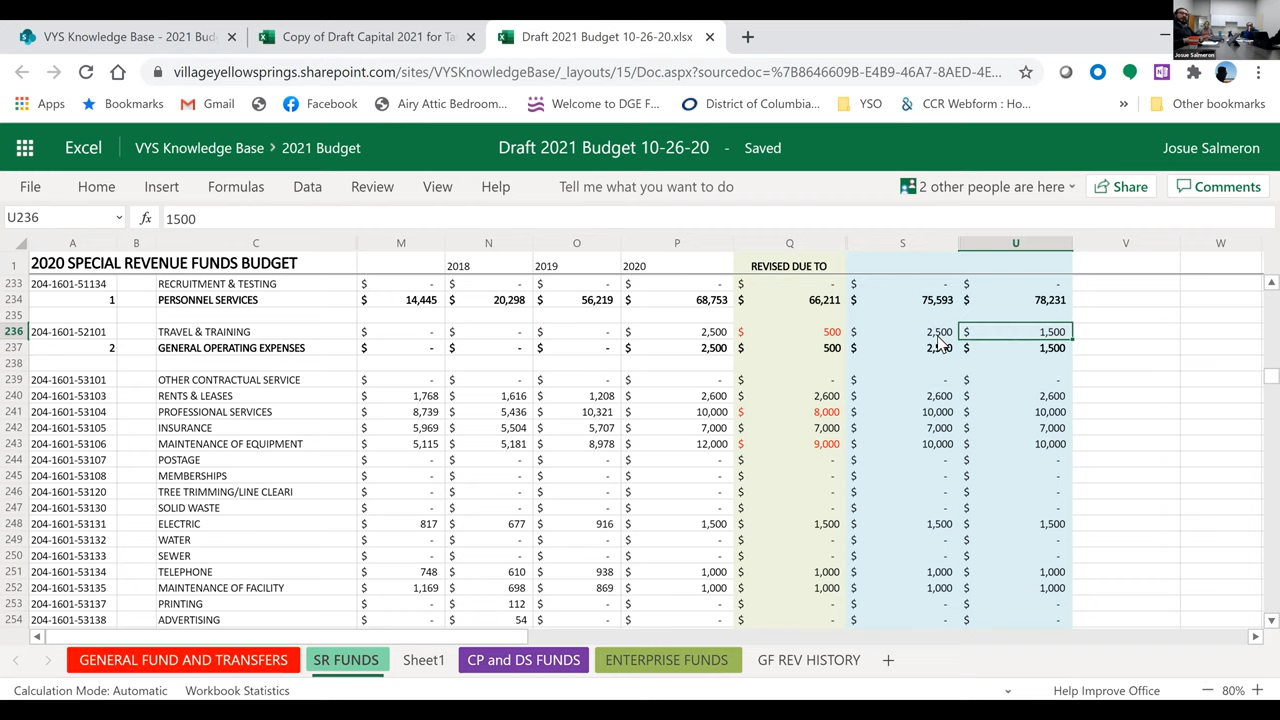 VYS Knowledge Base - 2021 Bud
Copy of Draft Capital 2021 for Ta
Draft 2021 Budget 10-26-20.xlsx
Josue Salmeron
villageyellowsprings.sharepoint.com/sites/VYSKnowledgeBase/_layouts/15/Doc.aspx?sourcedoc=%7B8646609B-E4B9-46A7-8AED-4E...
Apps Bookmarks Gmail Facebook Airy Attic Bedroom... Welcome to DGE F... District of Columbia... YSO CCR Webform : Ho... » Other bookmarks
Excel VYS Knowledge Base > 2021 Budget Draft 2021 Budget 10-26-20 - Saved Josue Salmeron
File Home Insert Formulas Data Review View Help Tell me what you want to do 2 other people are here Share Comments
U236 fx 1500
A B C M N O P Q S U V W
1 2020 SPECIAL REVENUE FUNDS BUDGET 2018 2019 2020 REVISED DUE TO
233 204-1601-51134 RECRUITMENT & TESTING $ - $ - $ - $ - $ - $ - $ -
234 1 PERSONNEL SERVICES $ 14,445 $ 20,298 $ 56,219 $ 68,753 $ 66,211 $ 75,593 $ 78,231
235
236 204-1601-52101 TRAVEL & TRAINING $ - $ - $ - $ 2,500 $ 500 $ 2,500 $ 1,500
237 2 GENERAL OPERATING EXPENSES $ - $ - $ - $ 2,500 $ 500 $ 2,500 $ 1,500
238
239 204-1601-53101 OTHER CONTRACTUAL SERVICE $ - $ - $ - $ - $ - $ - $ -
240 204-1601-53103 RENTS & LEASES $ 1,768 $ 1,616 $ 1,208 $ 2,600 $ 2,600 $ 2,600 $ 2,600
241 204-1601-53104 PROFESSIONAL SERVICES $ 8,739 $ 5,436 $ 10,321 $ 10,000 $ 8,000 $ 10,000 $ 10,000
242 204-1601-53105 INSURANCE $ 5,969 $ 5,504 $ 5,707 $ 7,000 $ 7,000 $ 7,000 $ 7,000
243 204-1601-53106 MAINTENANCE OF EQUIPMENT $ 5,115 $ 5,181 $ 8,978 $ 12,000 $ 9,000 $ 10,000 $ 10,000
244 204-1601-53107 POSTAGE $ - $ - $ - $ - $ - $ - $ -
245 204-1601-53108 MEMBERSHIPS $ - $ - $ - $ - $ - $ - $ -
246 204-1601-53120 TREE TRIMMING/LINE CLEARI $ - $ - $ - $ - $ - $ - $ -
247 204-1601-53130 SOLID WASTE $ - $ - $ - $ - $ - $ - $ -
248 204-1601-53131 ELECTRIC $ 817 $ 677 $ 916 $ 1,500 $ 1,500 $ 1,500 $ 1,500
249 204-1601-53132 WATER $ - $ - $ - $ - $ - $ - $ -
250 204-1601-53133 SEWER $ - $ - $ - $ - $ - $ - $ -
251 204-1601-53134 TELEPHONE $ 748 $ 610 $ 938 $ 1,000 $ 1,000 $ 1,000 $ 1,000
252 204-1601-53135 MAINTENANCE OF FACILITY $ 1,169 $ 698 $ 869 $ 1,000 $ 1,000 $ 1,000 $ 1,000
253 204-1601-53137 PRINTING $ - $ 112 $ - $ - $ - $ - $ -
254 204-1601-53138 ADVERTISING $ - $ 54 $ - $ - $ - $ - $ -
GENERAL FUND AND TRANSFERS SR FUNDS Sheet1 CP and DS FUNDS ENTERPRISE FUNDS GF REV HISTORY
Calculation Mode: Automatic Workbook Statistics Help Improve Office 80%